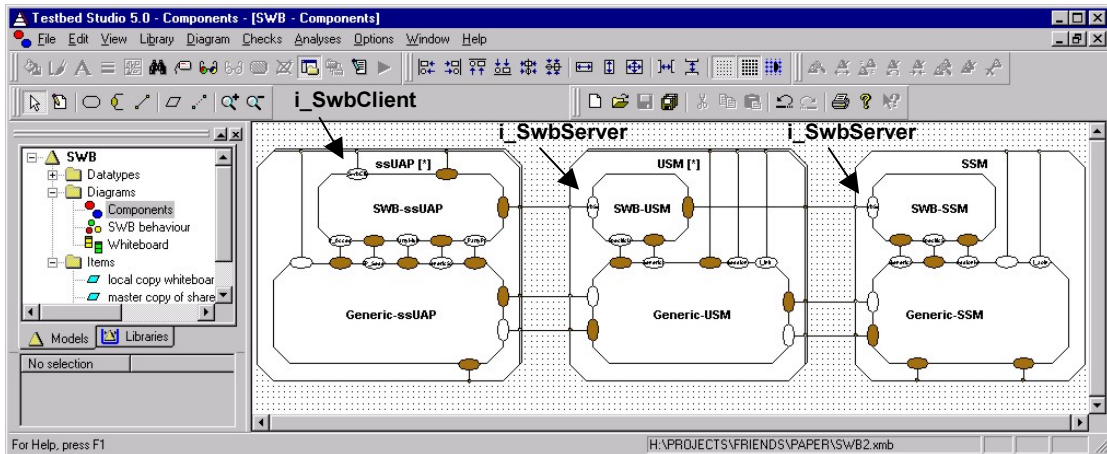 Testbed Studio 5.0 - Components - [SWB - Components]
File Edit View Library Diagram Checks Analyses Options Window Help
i_SwbClient
i_SwbServer
i_SwbServer
SWB
Datatypes
Diagrams
Components
SWB behaviour
Whiteboard
Items
local copy whiteboar
master copy of share
Models
Libraries
No selection
ssUAP [*]
USM [*]
SSM
SWB-ssUAP
SWB-USM
SWB-SSM
Generic-ssUAP
Generic-USM
Generic-SSM
For Help, press F1
H:\PROJECTS\FRIENDS\PAPER\SWB2.xmb